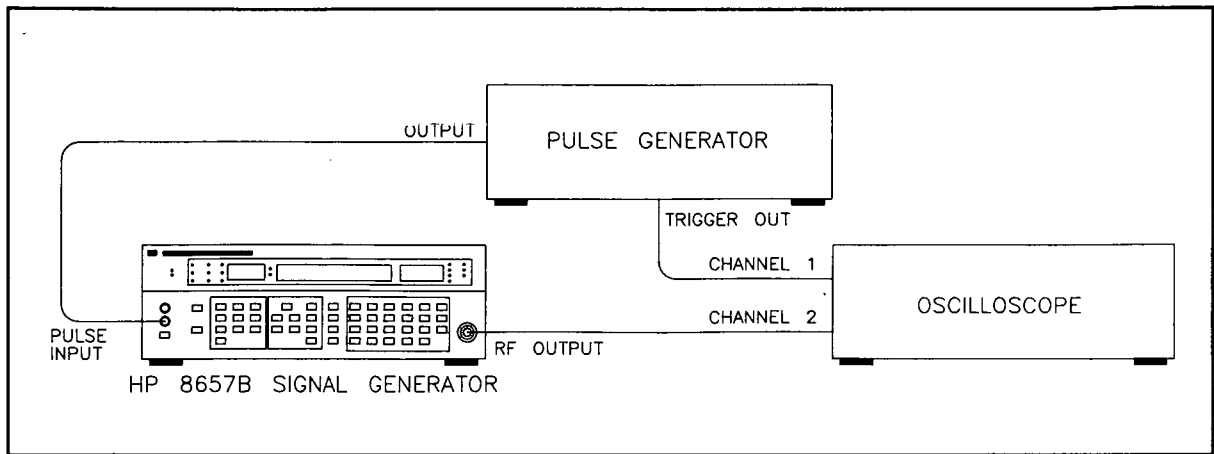 OUTPUT
PULSE GENERATOR
TRIGGER OUT
CHANNEL 1
CHANNEL 2
OSCILLOSCOPE
PULSE
INPUT
RF OUTPUT
HP 8657B SIGNAL GENERATOR